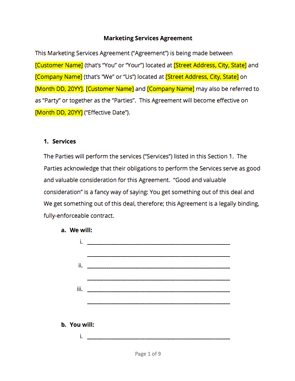 Marketing Services Agreement
This Marketing Services Agreement (“Agreement”) is being made between
[Customer Name] (that’s “You” or “Your”) located at [Street Address, City, State] and
[Company Name] (that’s “We” or “Us”) located at [Street Address, City, State] on
[Month DD, 20YY]. [Customer Name] and [Company Name] may also be referred to
as “Party” or together as the “Parties”. This Agreement will become effective on
[Month DD, 20YY] (“Effective Date”).
1. Services
The Parties will perform the services (“Services”) listed in this Section 1. The
Parties acknowledge that their obligations to perform the Services serve as good
and valuable consideration for this Agreement. “Good and valuable
consideration” is a fancy way of saying: You get something out of this deal and
We get something out of deal, therefore; this Agreement is a legally binding,
fully-enforceable contract.
a. We will:
i.
ii.
iii.
b. You will:
i.
Page 1 of 9